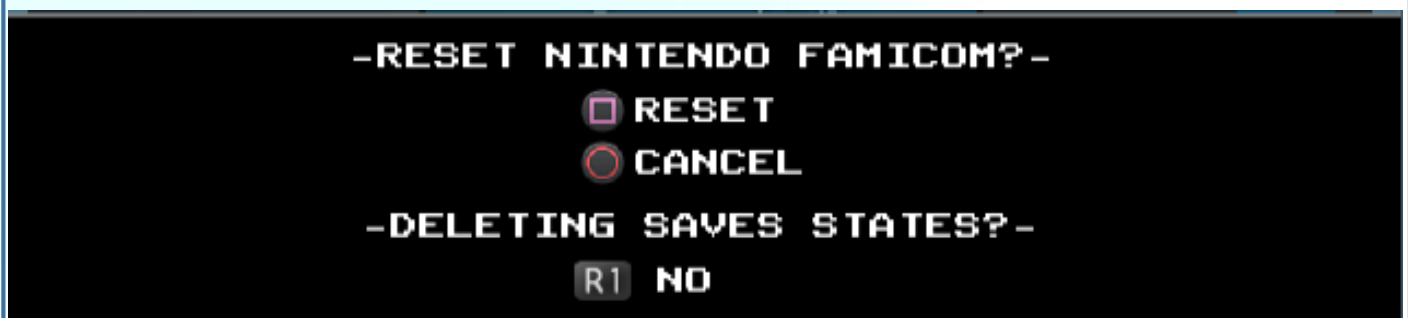 -RESET NINTENDO FAMICOM?-
RESET
CANCEL
-DELETING SAVES STATES?-
R1 NO